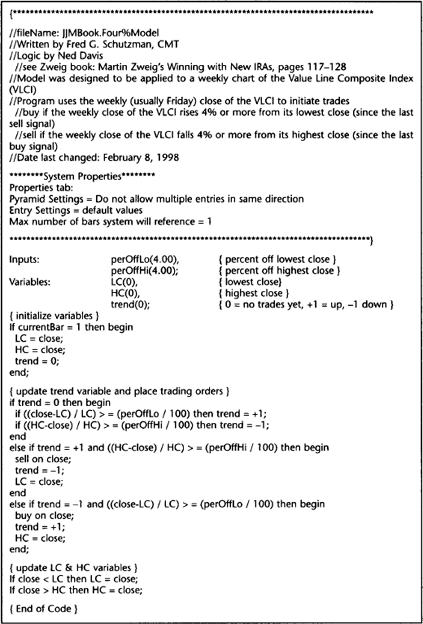 {*************************************************************************************
//fileName: JJMBook.Four%Model
//Written by Fred G. Schutzman, CMT
//Logic by Ned Davis
//see Zweig book: Martin Zweig's Winning with New IRAs, pages 117–128
//Model was designed to be applied to a weekly chart of the Value Line Composite Index
(VLCI)
//Program uses the weekly (usually Friday) close of the VLCI to initiate trades
//buy if the weekly close of the VLCI rises 4% or more from its lowest close (since the last
sell signal)
//sell if the weekly close of the VLCI falls 4% or more from its highest close (since the last
buy signal)
//Date last changed: February 8, 1998
********System Properties********
Properties tab:
Pyramid Settings = Do not allow multiple entries in same direction
Entry Settings = default values
Max number of bars system will reference = 1
*************************************************************************************}
Inputs: perOffLo(4.00), { percent off lowest close }
perOffHi(4.00); { percent off highest close }
Variables: LC(0), { lowest close}
HC(0), { highest close }
trend(0); { 0 = no trades yet, +1 = up, –1 down }
{ initialize variables }
If currentBar = 1 then begin
LC = close;
HC = close;
trend = 0;
end;
{ update trend variable and place trading orders }
if trend = 0 then begin
if ((close-LC) / LC) > = (perOffLo / 100) then trend = +1;
if ((HC-close) / HC) > = (perOffHi / 100) then trend = –1;
end
else if trend = +1 and ((HC-close) / HC) > = (perOffHi / 100) then begin
sell on close;
trend = –1;
LC = close;
end
else if trend = –1 and ((close-LC) / LC) > = (perOffLo / 100) then begin
buy on close;
trend = +1;
HC = close;
end;
{ update LC & HC variables }
If close < LC then LC = close;
If close > HC then HC = close;
{ End of Code }